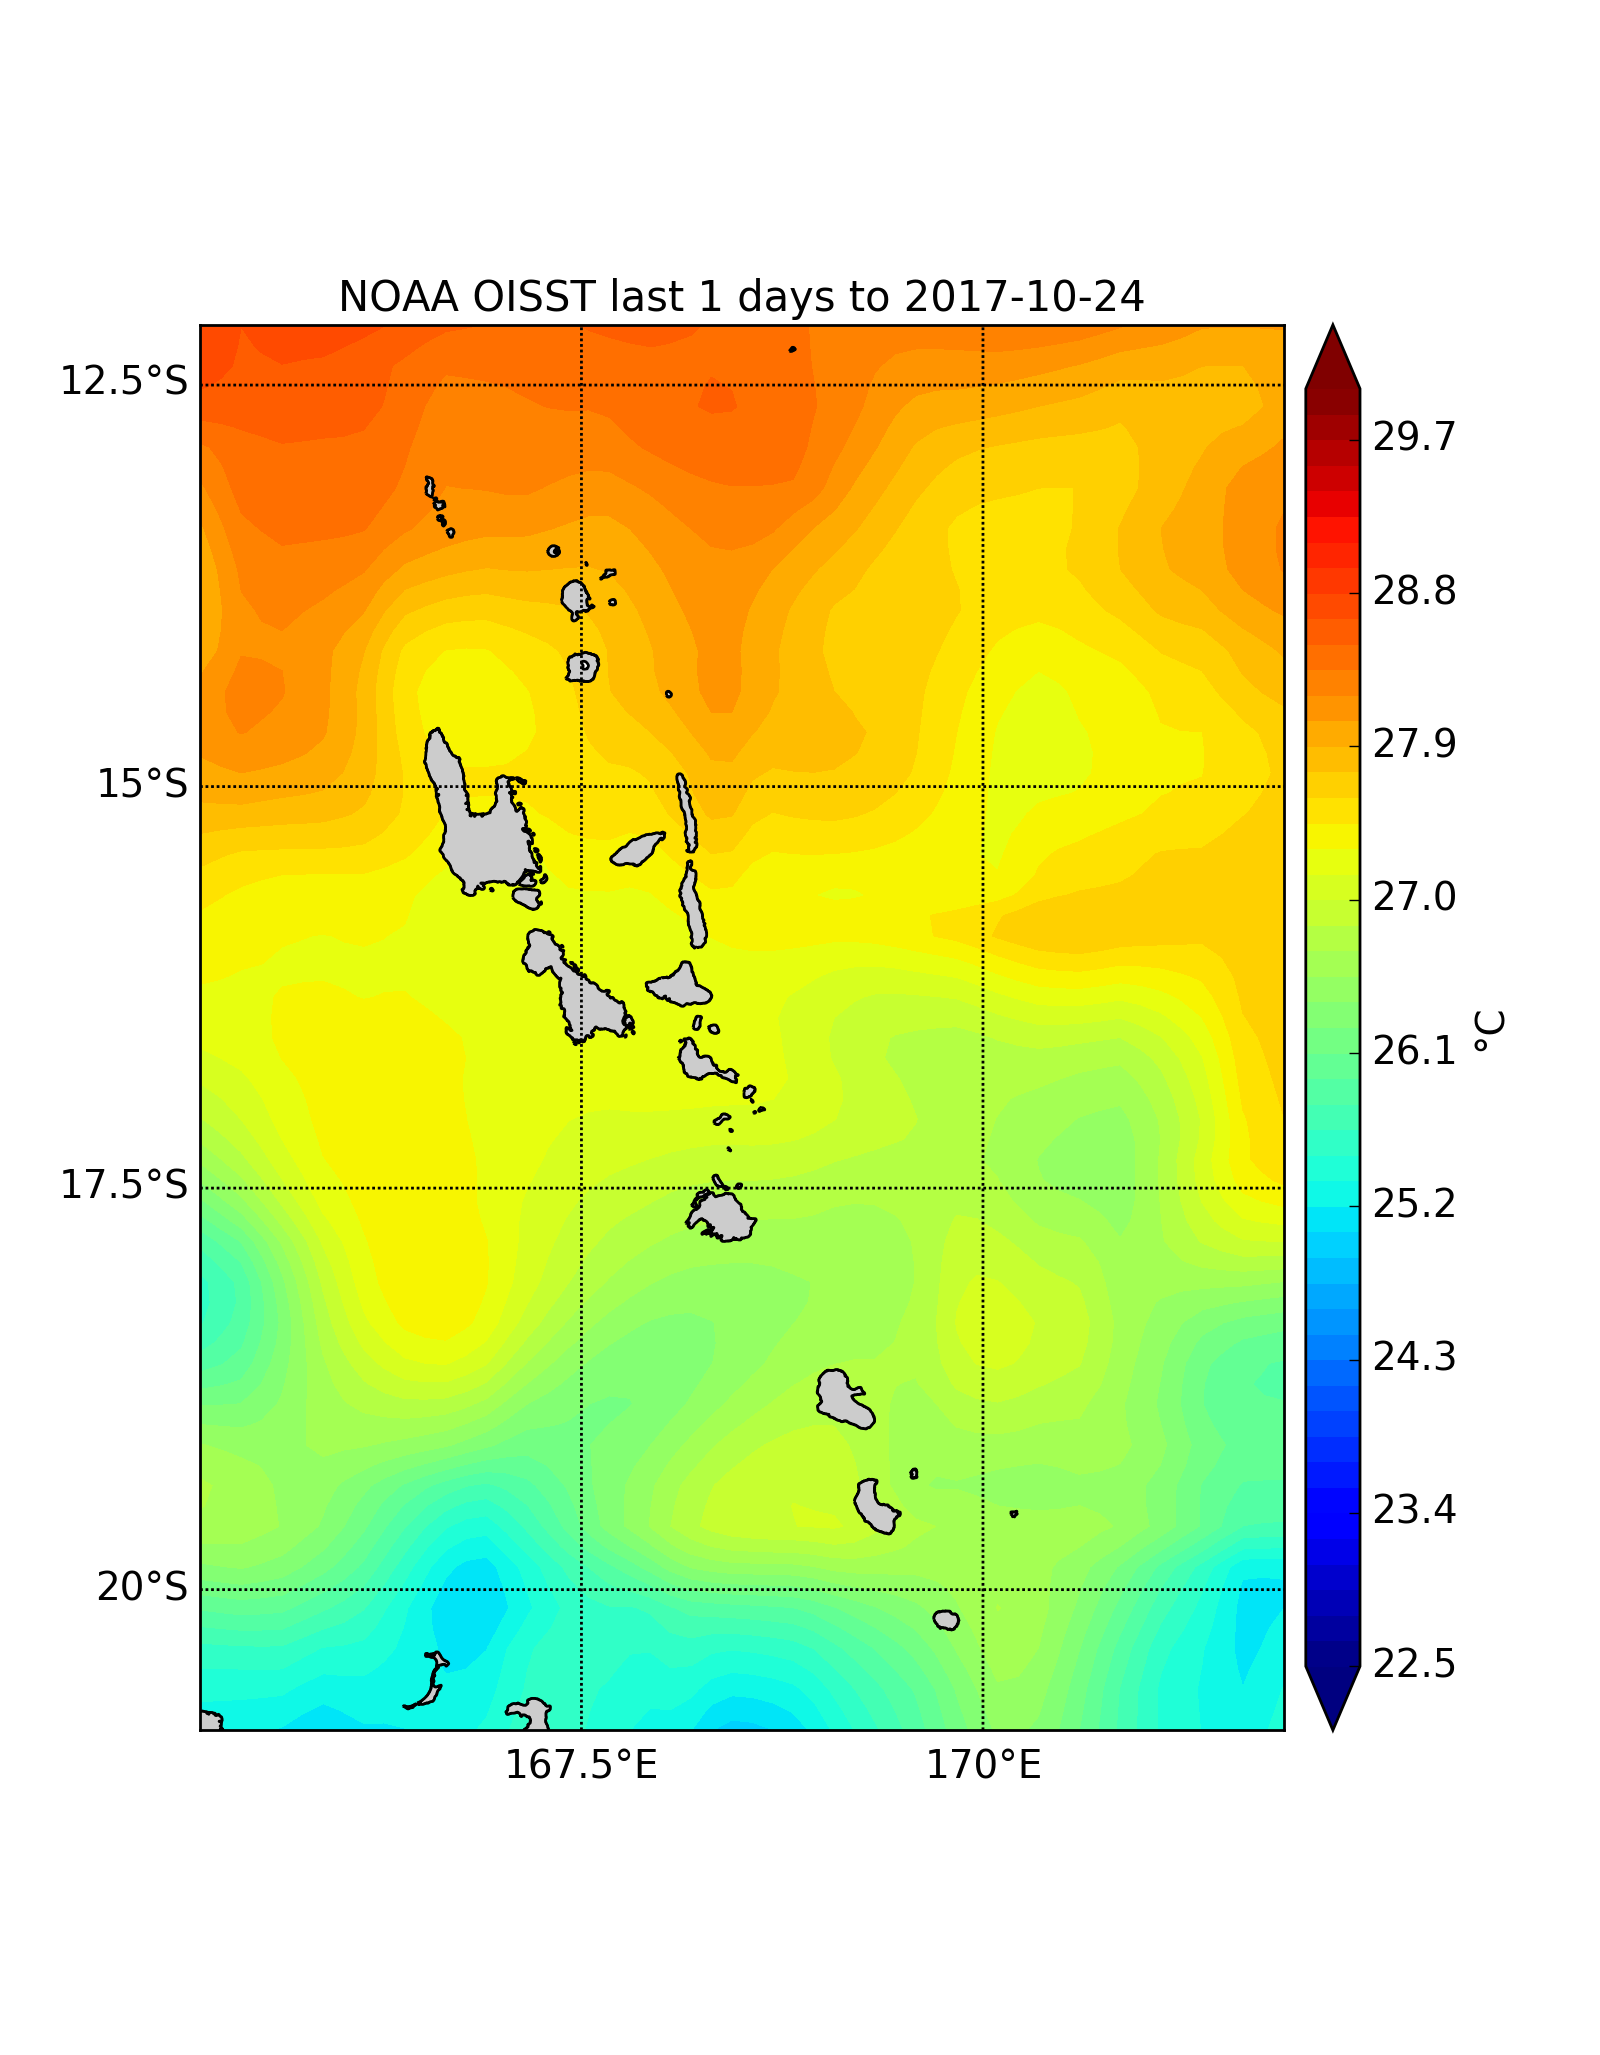 NOAA OISST last 1 days to 2017-10-24
12.5°S
15°S
17.5°S
20°S
167.5°E
170°E
29.7
28.8
27.9
27.0
26.1
25.2
24.3
23.4
22.5
°C